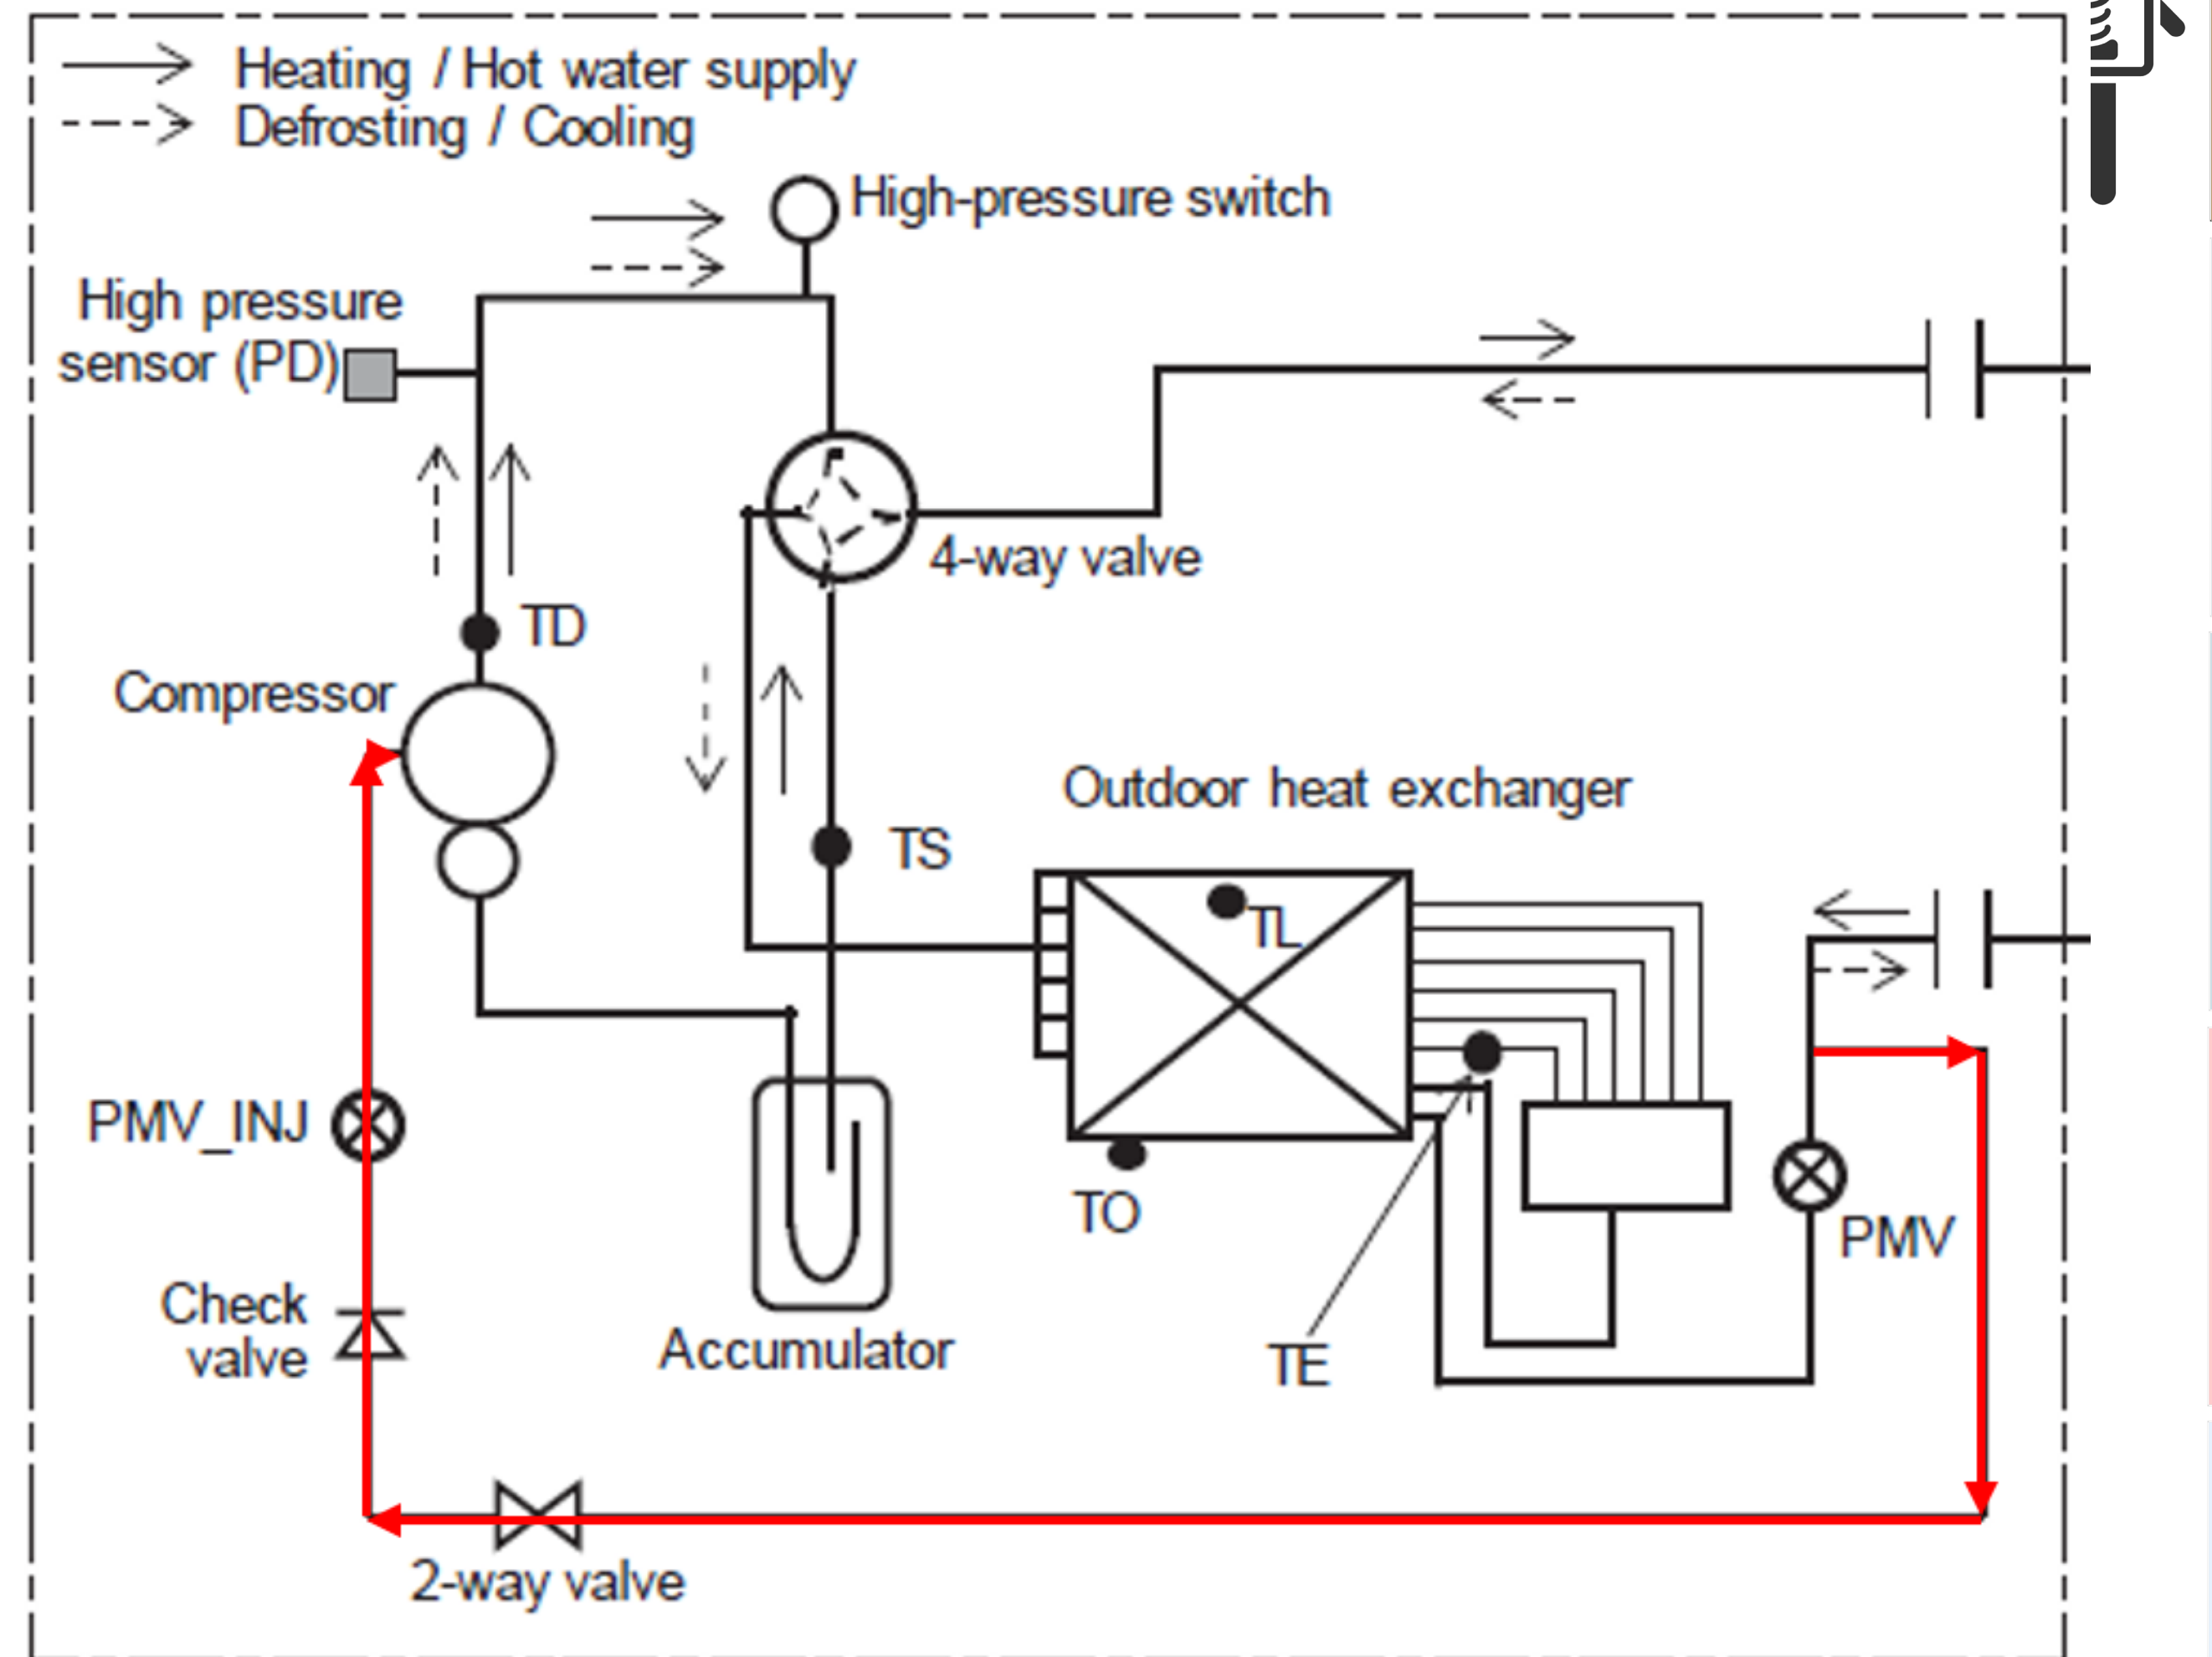 Heating / Hot water supply
Defrosting / Cooling
High-pressure switch
High pressure
sensor (PD)
4-way valve
TD
Compressor
TS
Outdoor heat exchanger
TL
PMV_INJ
TO
PMV
Check
valve
Accumulator
TE
2-way valve